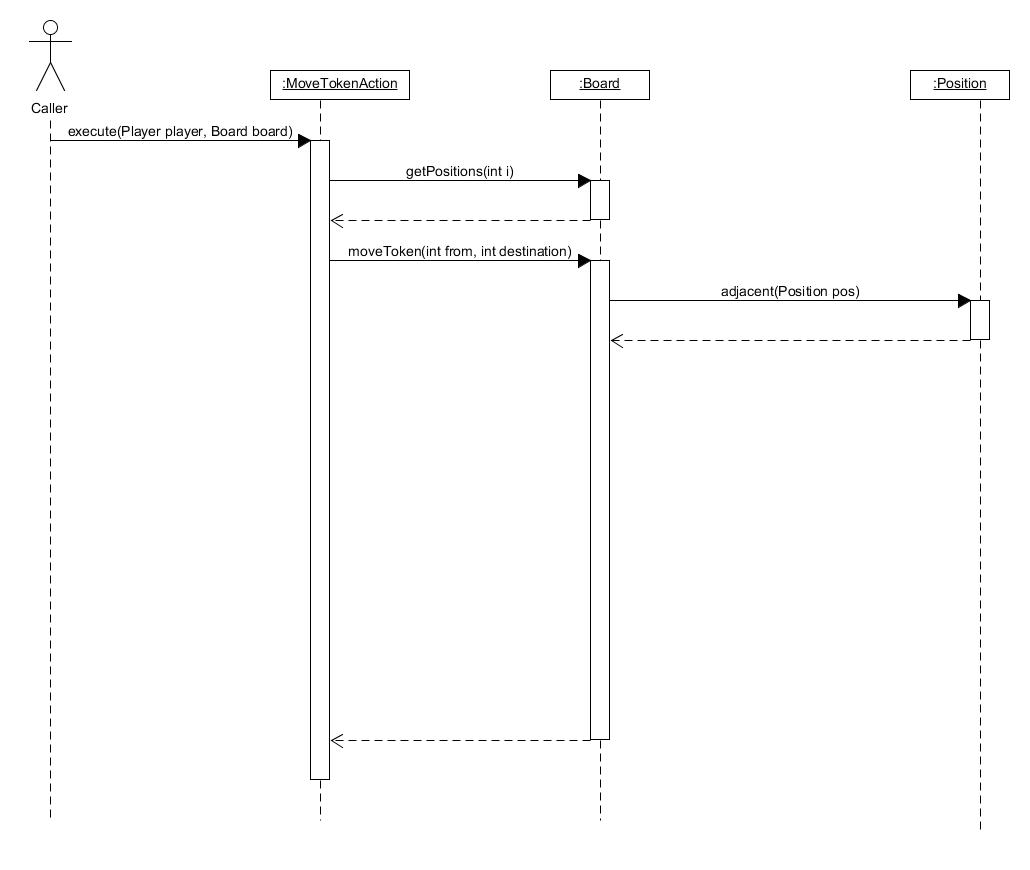 :MoveTokenAction
:Board
:Position
Caller
execute(Player player, Board board)
getPositions(int i)
moveToken(int from, int destination)
adjacent(Position pos)